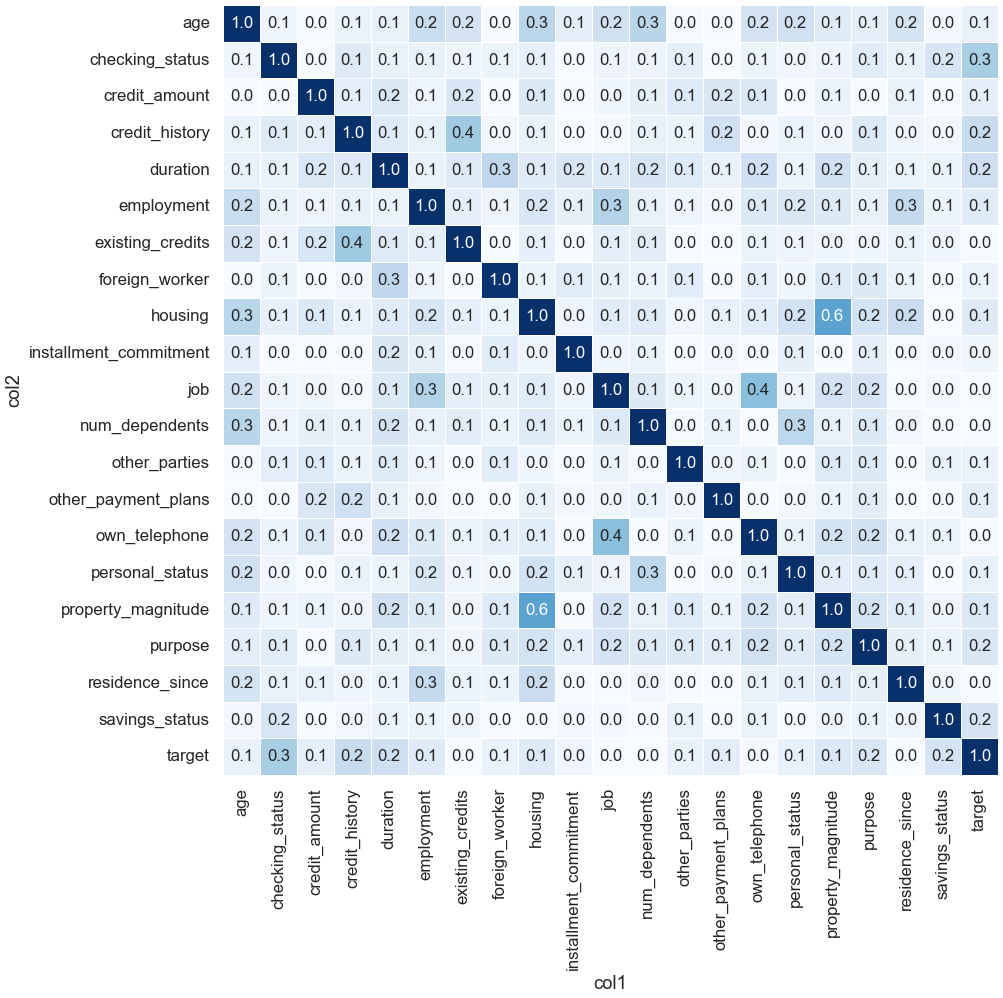 age 1.0 0.1 0.0 0.1 0.1 0.2 0.2 0.0 0.3 0.1 0.2 0.3 0.0 0.0 0.2 0.2 0.1 0.1 0.2 0.0 0.1
checking_status 0.1 1.0 0.0 0.1 0.1 0.1 0.1 0.1 0.1 0.0 0.1 0.1 0.1 0.0 0.1 0.0 0.1 0.1 0.1 0.2 0.3
credit_amount 0.0 0.0 1.0 0.1 0.2 0.1 0.2 0.0 0.1 0.0 0.0 0.1 0.1 0.2 0.1 0.0 0.1 0.0 0.1 0.0 0.1
credit_history 0.1 0.1 0.1 1.0 0.1 0.1 0.4 0.0 0.1 0.0 0.0 0.1 0.1 0.2 0.0 0.1 0.0 0.1 0.0 0.0 0.2
duration 0.1 0.1 0.2 0.1 1.0 0.1 0.1 0.3 0.1 0.2 0.1 0.2 0.1 0.1 0.2 0.1 0.2 0.1 0.1 0.1 0.2
employment 0.2 0.1 0.1 0.1 0.1 1.0 0.1 0.1 0.2 0.1 0.3 0.1 0.1 0.0 0.1 0.2 0.1 0.1 0.3 0.1 0.1
existing_credits 0.2 0.1 0.2 0.4 0.1 0.1 1.0 0.0 0.1 0.0 0.1 0.1 0.0 0.0 0.1 0.1 0.0 0.0 0.1 0.0 0.0
foreign_worker 0.0 0.1 0.0 0.0 0.3 0.1 0.0 1.0 0.1 0.1 0.1 0.1 0.1 0.0 0.1 0.0 0.1 0.1 0.1 0.0 0.1
housing 0.3 0.1 0.1 0.1 0.1 0.2 0.1 0.1 1.0 0.0 0.1 0.1 0.0 0.1 0.1 0.2 0.6 0.2 0.2 0.0 0.1
installment_commitment 0.1 0.0 0.0 0.0 0.2 0.1 0.0 0.1 0.0 1.0 0.0 0.1 0.0 0.0 0.0 0.1 0.0 0.1 0.0 0.0 0.0
col2
job 0.2 0.1 0.0 0.0 0.1 0.3 0.1 0.1 0.1 0.0 1.0 0.1 0.1 0.0 0.4 0.1 0.2 0.2 0.0 0.0 0.0
num_dependents 0.3 0.1 0.1 0.1 0.2 0.1 0.1 0.1 0.1 0.1 0.1 1.0 0.0 0.1 0.0 0.3 0.1 0.1 0.0 0.0 0.0
other_parties 0.0 0.1 0.1 0.1 0.1 0.1 0.0 0.1 0.0 0.0 0.1 0.0 1.0 0.0 0.1 0.0 0.1 0.1 0.0 0.1 0.1
other_payment_plans 0.0 0.0 0.2 0.2 0.1 0.0 0.0 0.0 0.1 0.0 0.0 0.1 0.0 1.0 0.0 0.0 0.1 0.1 0.0 0.0 0.1
own_telephone 0.2 0.1 0.1 0.0 0.2 0.1 0.1 0.1 0.1 0.0 0.4 0.0 0.1 0.0 1.0 0.1 0.2 0.2 0.1 0.1 0.0
personal_status 0.2 0.0 0.0 0.1 0.1 0.2 0.1 0.0 0.2 0.1 0.1 0.3 0.0 0.0 0.1 1.0 0.1 0.1 0.1 0.0 0.1
property_magnitude 0.1 0.1 0.1 0.0 0.2 0.1 0.0 0.1 0.6 0.0 0.2 0.1 0.1 0.1 0.2 0.1 1.0 0.2 0.1 0.0 0.1
purpose 0.1 0.1 0.0 0.1 0.1 0.1 0.0 0.1 0.2 0.1 0.2 0.1 0.1 0.1 0.2 0.1 0.2 1.0 0.1 0.1 0.2
residence_since 0.2 0.1 0.1 0.0 0.1 0.3 0.1 0.1 0.2 0.0 0.0 0.0 0.0 0.0 0.1 0.1 0.1 0.1 1.0 0.0 0.0
savings_status 0.0 0.2 0.0 0.0 0.1 0.1 0.0 0.0 0.0 0.0 0.0 0.0 0.1 0.0 0.1 0.0 0.0 0.1 0.0 1.0 0.2
target 0.1 0.3 0.1 0.2 0.2 0.1 0.0 0.1 0.1 0.0 0.0 0.0 0.1 0.1 0.0 0.1 0.1 0.2 0.0 0.2 1.0
age checking_status credit_amount credit_history duration employment existing_credits foreign_worker housing installment_commitment job num_dependents other_parties other_payment_plans own_telephone personal_status property_magnitude purpose residence_since savings_status target
col1